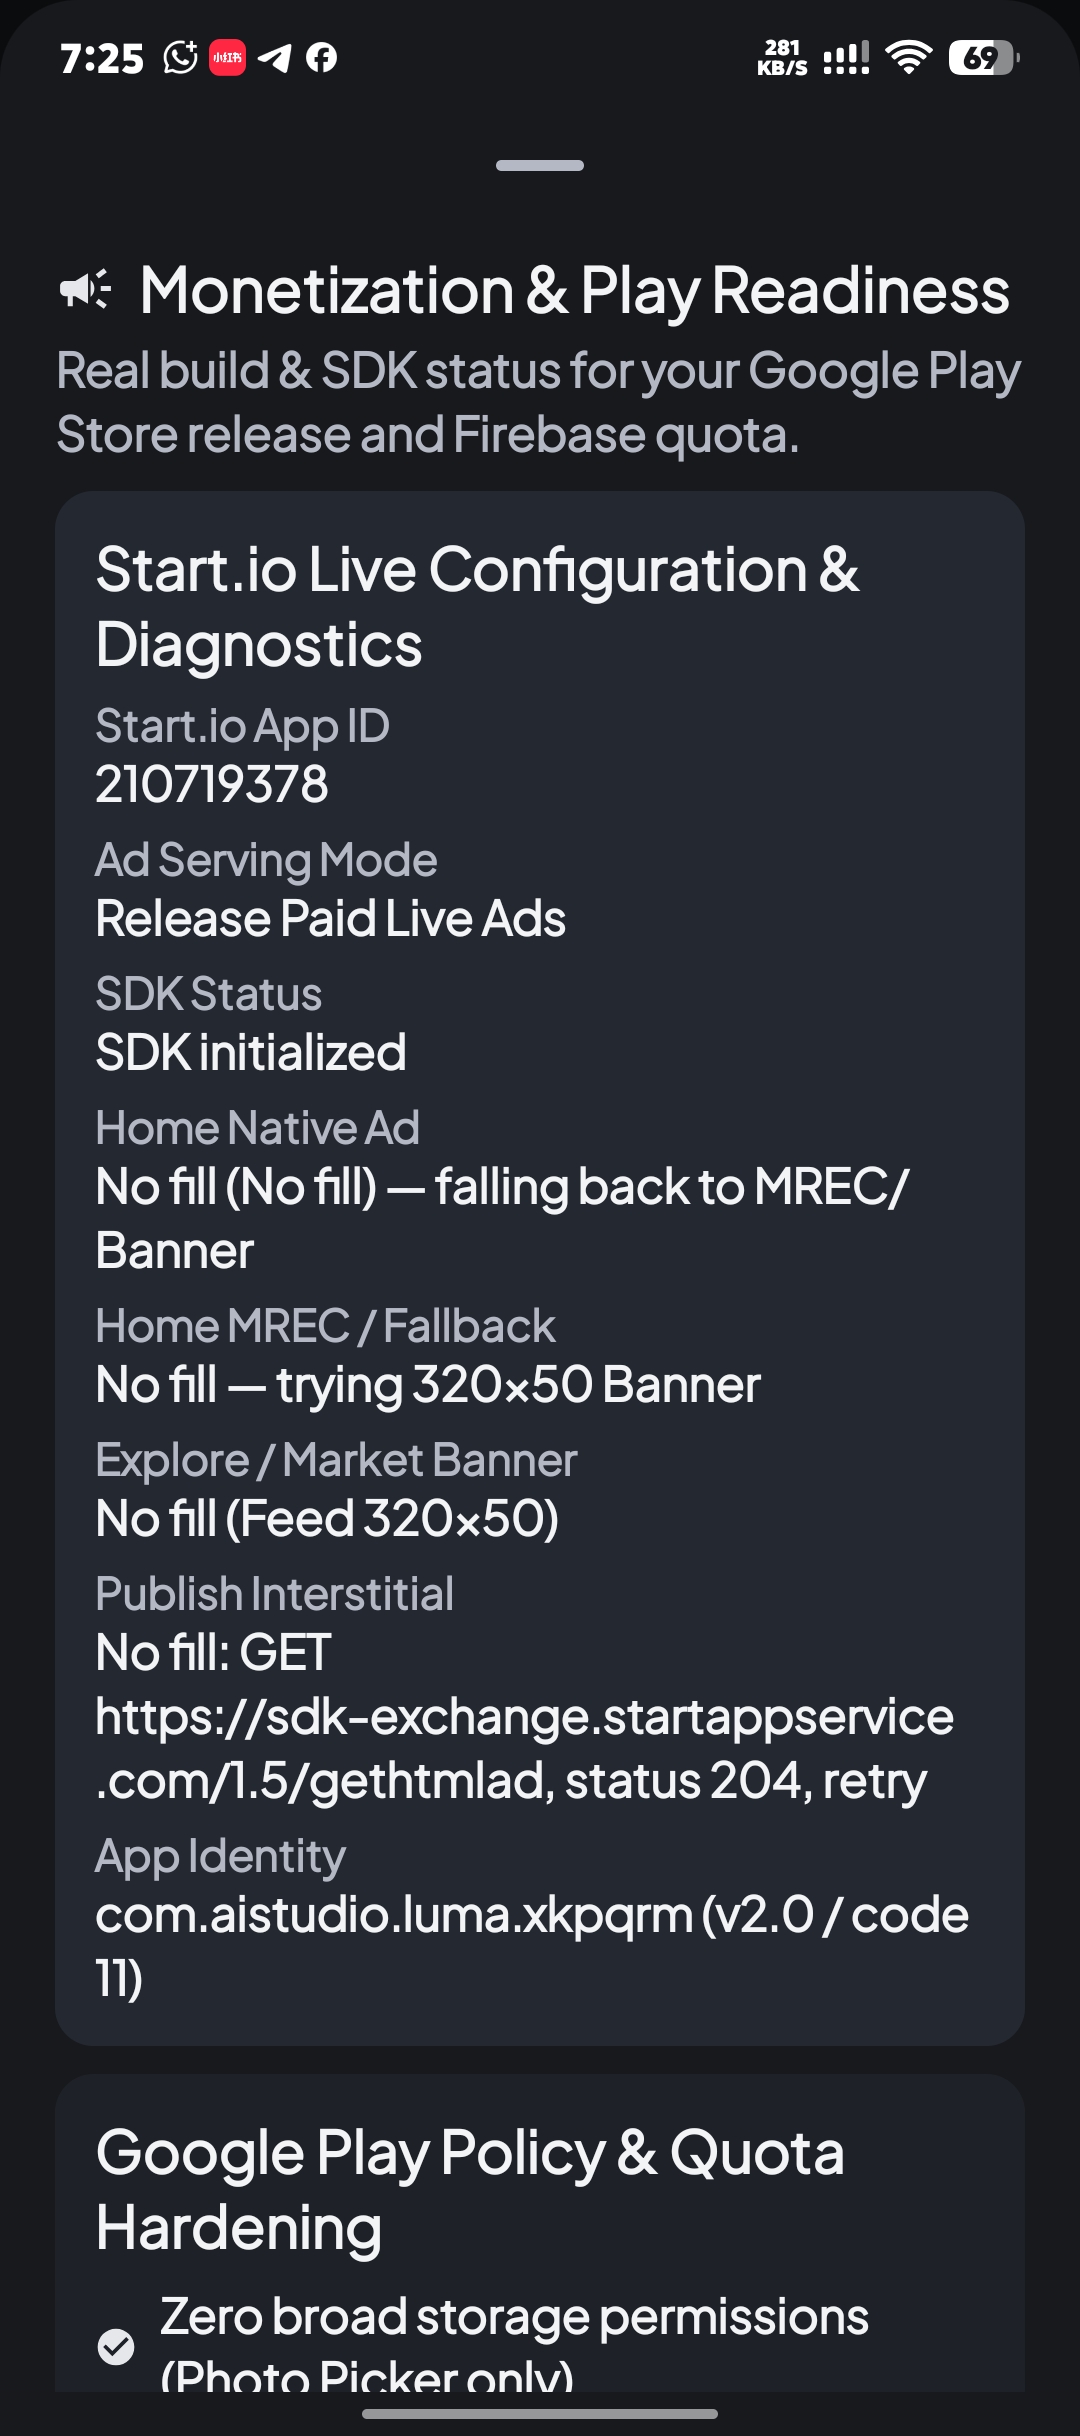 7:25
小红书
281
KB/S
69
Monetization & Play Readiness
Real build & SDK status for your Google Play
Store release and Firebase quota.
Start.io Live Configuration &
Diagnostics
Start.io App ID
210719378
Ad Serving Mode
Release Paid Live Ads
SDK Status
SDK initialized
Home Native Ad
No fill (No fill) — falling back to MREC/
Banner
Home MREC / Fallback
No fill — trying 320×50 Banner
Explore / Market Banner
No fill (Feed 320×50)
Publish Interstitial
No fill: GET
https://sdk-exchange.startappservice
.com/1.5/gethtmlad, status 204, retry
App Identity
com.aistudio.luma.xkpqrm (v2.0 / code
11)
Google Play Policy & Quota
Hardening
Zero broad storage permissions
(Photo Picker only)